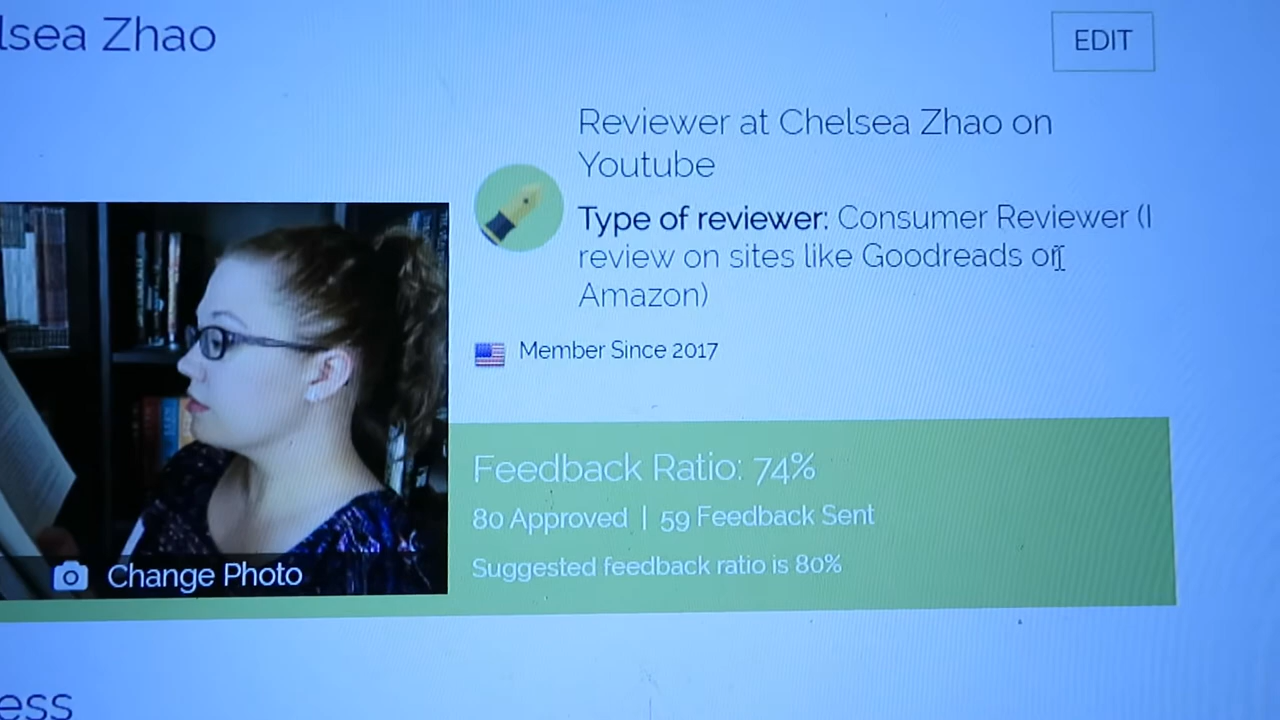 lsea Zhao
EDIT
Reviewer at Chelsea Zhao on
Youtube
Type of reviewer: Consumer Reviewer (I
review on sites like Goodreads or
Amazon)
Member Since 2017
Feedback Ratio: 74%
80 Approved | 59 Feedback Sent
Suggested feedback ratio is 80%
Change Photo
ess